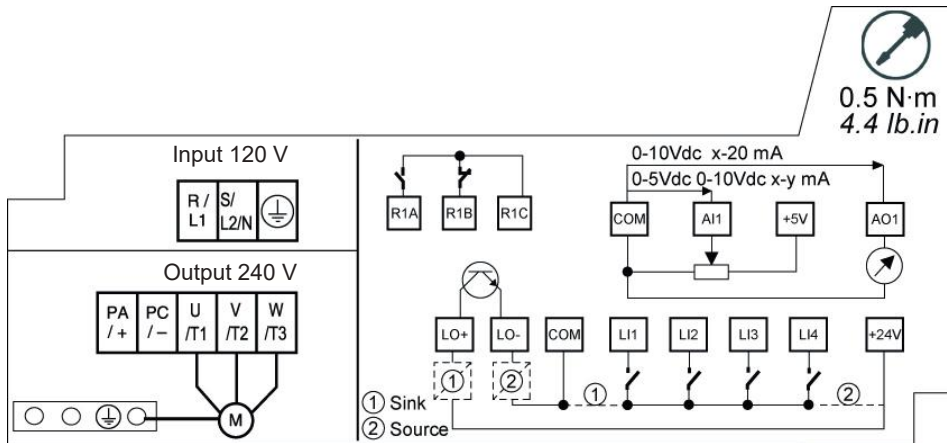 0.5 N·m
4.4 lb.in
Input 120 V
R / L1
S/ L2/N
Output 240 V
PA / +
PC / –
U /T1
V /T2
W /T3
M
R1A R1B R1C
0-10Vdc x-20 mA
0-5Vdc 0-10Vdc x-y mA
COM AI1 +5V AO1
LO+ LO- COM LI1 LI2 LI3 LI4 +24V
① ② ① ②
① Sink
② Source